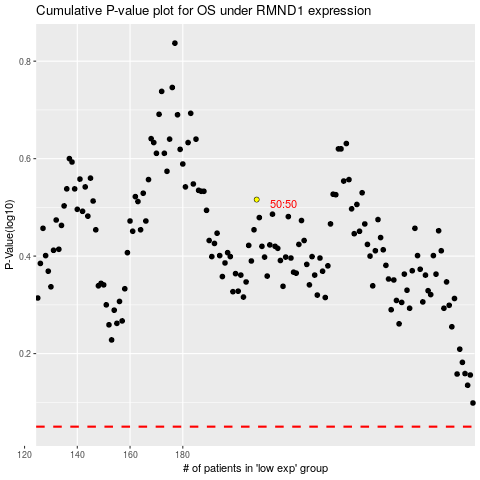 Cumulative P-value plot for OS under RMND1 expression
P-Value(log10)
0.8
0.6
0.4
0.2
50:50
120 140 160 180
# of patients in 'low exp' group